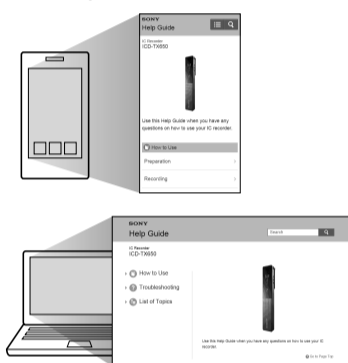 SONY
Help Guide
IC Recorder
ICD-TX650
Use this Help Guide when you have any
questions on how to use your IC recorder.
How to Use
Preparation
Recording
SONY
Help Guide
Search
IC Recorder
ICD-TX650
How to Use
Troubleshooting
List of Topics
Use this Help Guide when you have any questions on how to use your IC
recorder.
Go to Page Top